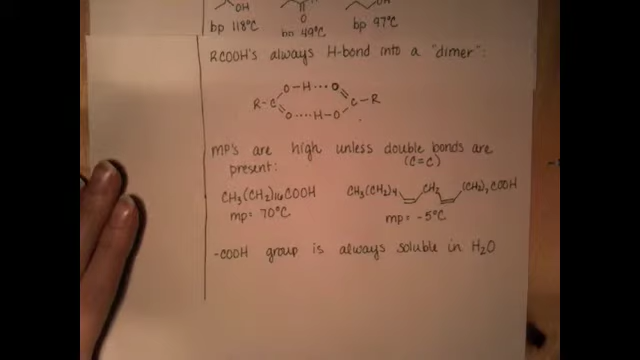 OH
O
bp 118°C bp 49°C bp 97°C
RCOOH's always H-bond into a "dimer":
O-H····O
R-C C-R
O····H-O
mp's are high unless double bonds are
(C=C)
present:
CH3(CH2)16COOH CH3(CH2)4 CH2 (CH2)7COOH
mp= 70°C mp= -5°C
-COOH group is always soluble in H2O